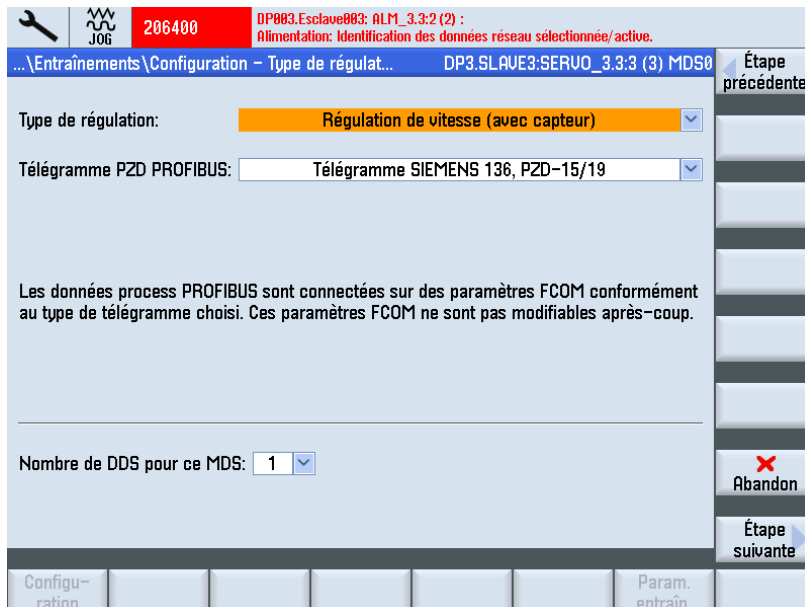 JOG
206400
DP003.Esclave003: ALM_3.3:2 (2) :
Alimentation: Identification des données réseau sélectionnée/active.
...\Entraînements\Configuration - Type de régulat...
DP3.SLAVE3:SERVO_3.3:3 (3) MDS0
Étape
précédente
Type de régulation:
Régulation de vitesse (avec capteur)
Télégramme PZD PROFIBUS:
Télégramme SIEMENS 136, PZD-15/19
Les données process PROFIBUS sont connectées sur des paramètres FCOM conformément
au type de télégramme choisi. Ces paramètres FCOM ne sont pas modifiables après-coup.
Nombre de DDS pour ce MDS:
1
Abandon
Étape
suivante
Configu-
ration
Param.
entraîn.